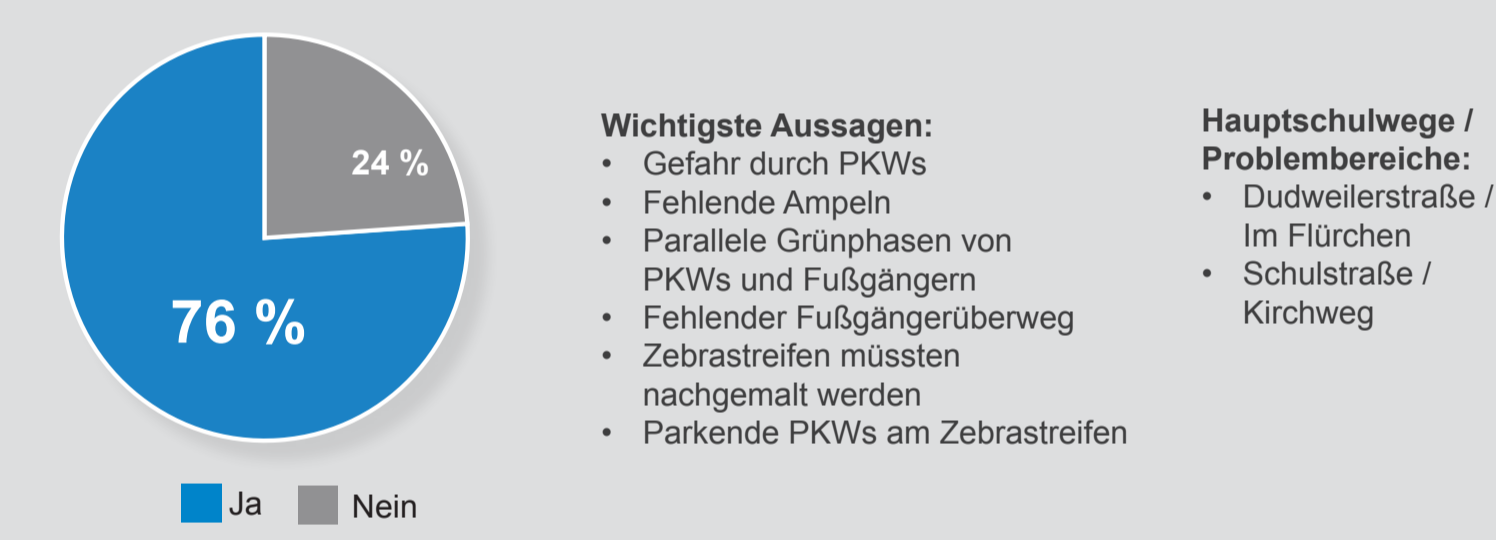 24 %
76 %
Ja
Nein
Wichtigste Aussagen:
• Gefahr durch PKWs
• Fehlende Ampeln
• Parallele Grünphasen von
PKWs und Fußgängern
• Fehlender Fußgängerüberweg
• Zebrastreifen müssten
nachgemalt werden
• Parkende PKWs am Zebrastreifen
Hauptschulwege /
Problembereiche:
• Dudweilerstraße /
Im Flürchen
• Schulstraße /
Kirchweg